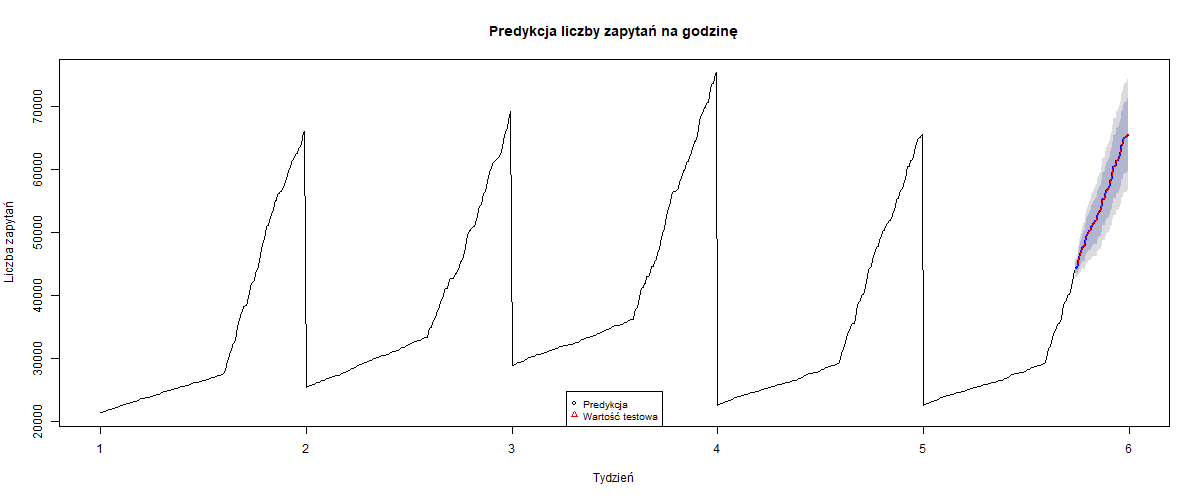 Predykcja liczby zapytań na godzinę
Liczba zapytań
70000
60000
50000
40000
30000
20000
Predykcja
Wartość testowa
1 2 3 4 5 6
Tydzień